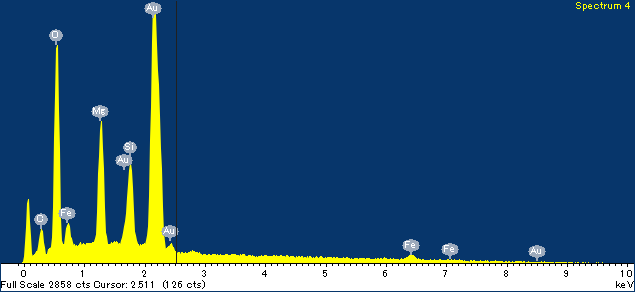 Spectrum 4
Au
O
Mg
Si
Au
C
Fe
Au
Fe
Fe
Au
0 1 2 3 4 5 6 7 8 9 10
Full Scale 2858 cts Cursor: 2.511 (126 cts) keV